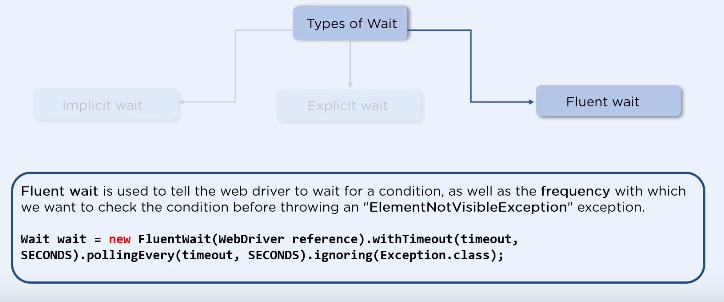 Types of Wait
Implicit wait
Explicit wait
Fluent wait
Fluent wait is used to tell the web driver to wait for a condition, as well as the frequency with which
we want to check the condition before throwing an "ElementNotVisibleException" exception.
Wait wait = new FluentWait(WebDriver reference).withTimeout(timeout,
SECONDS).pollingEvery(timeout, SECONDS).ignoring(Exception.class);